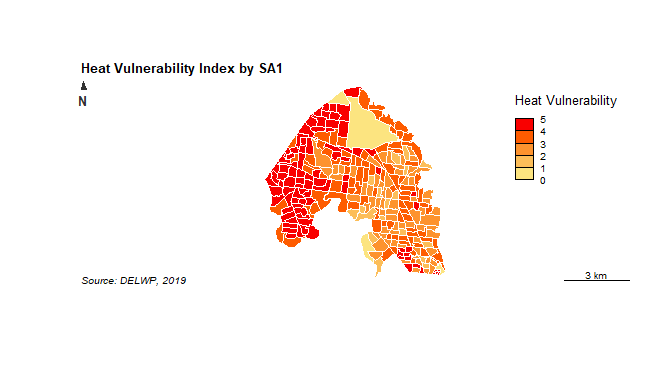 Heat Vulnerability Index by SA1
N
Heat Vulnerability
5
4
3
2
1
0
Source: DELWP, 2019
3 km